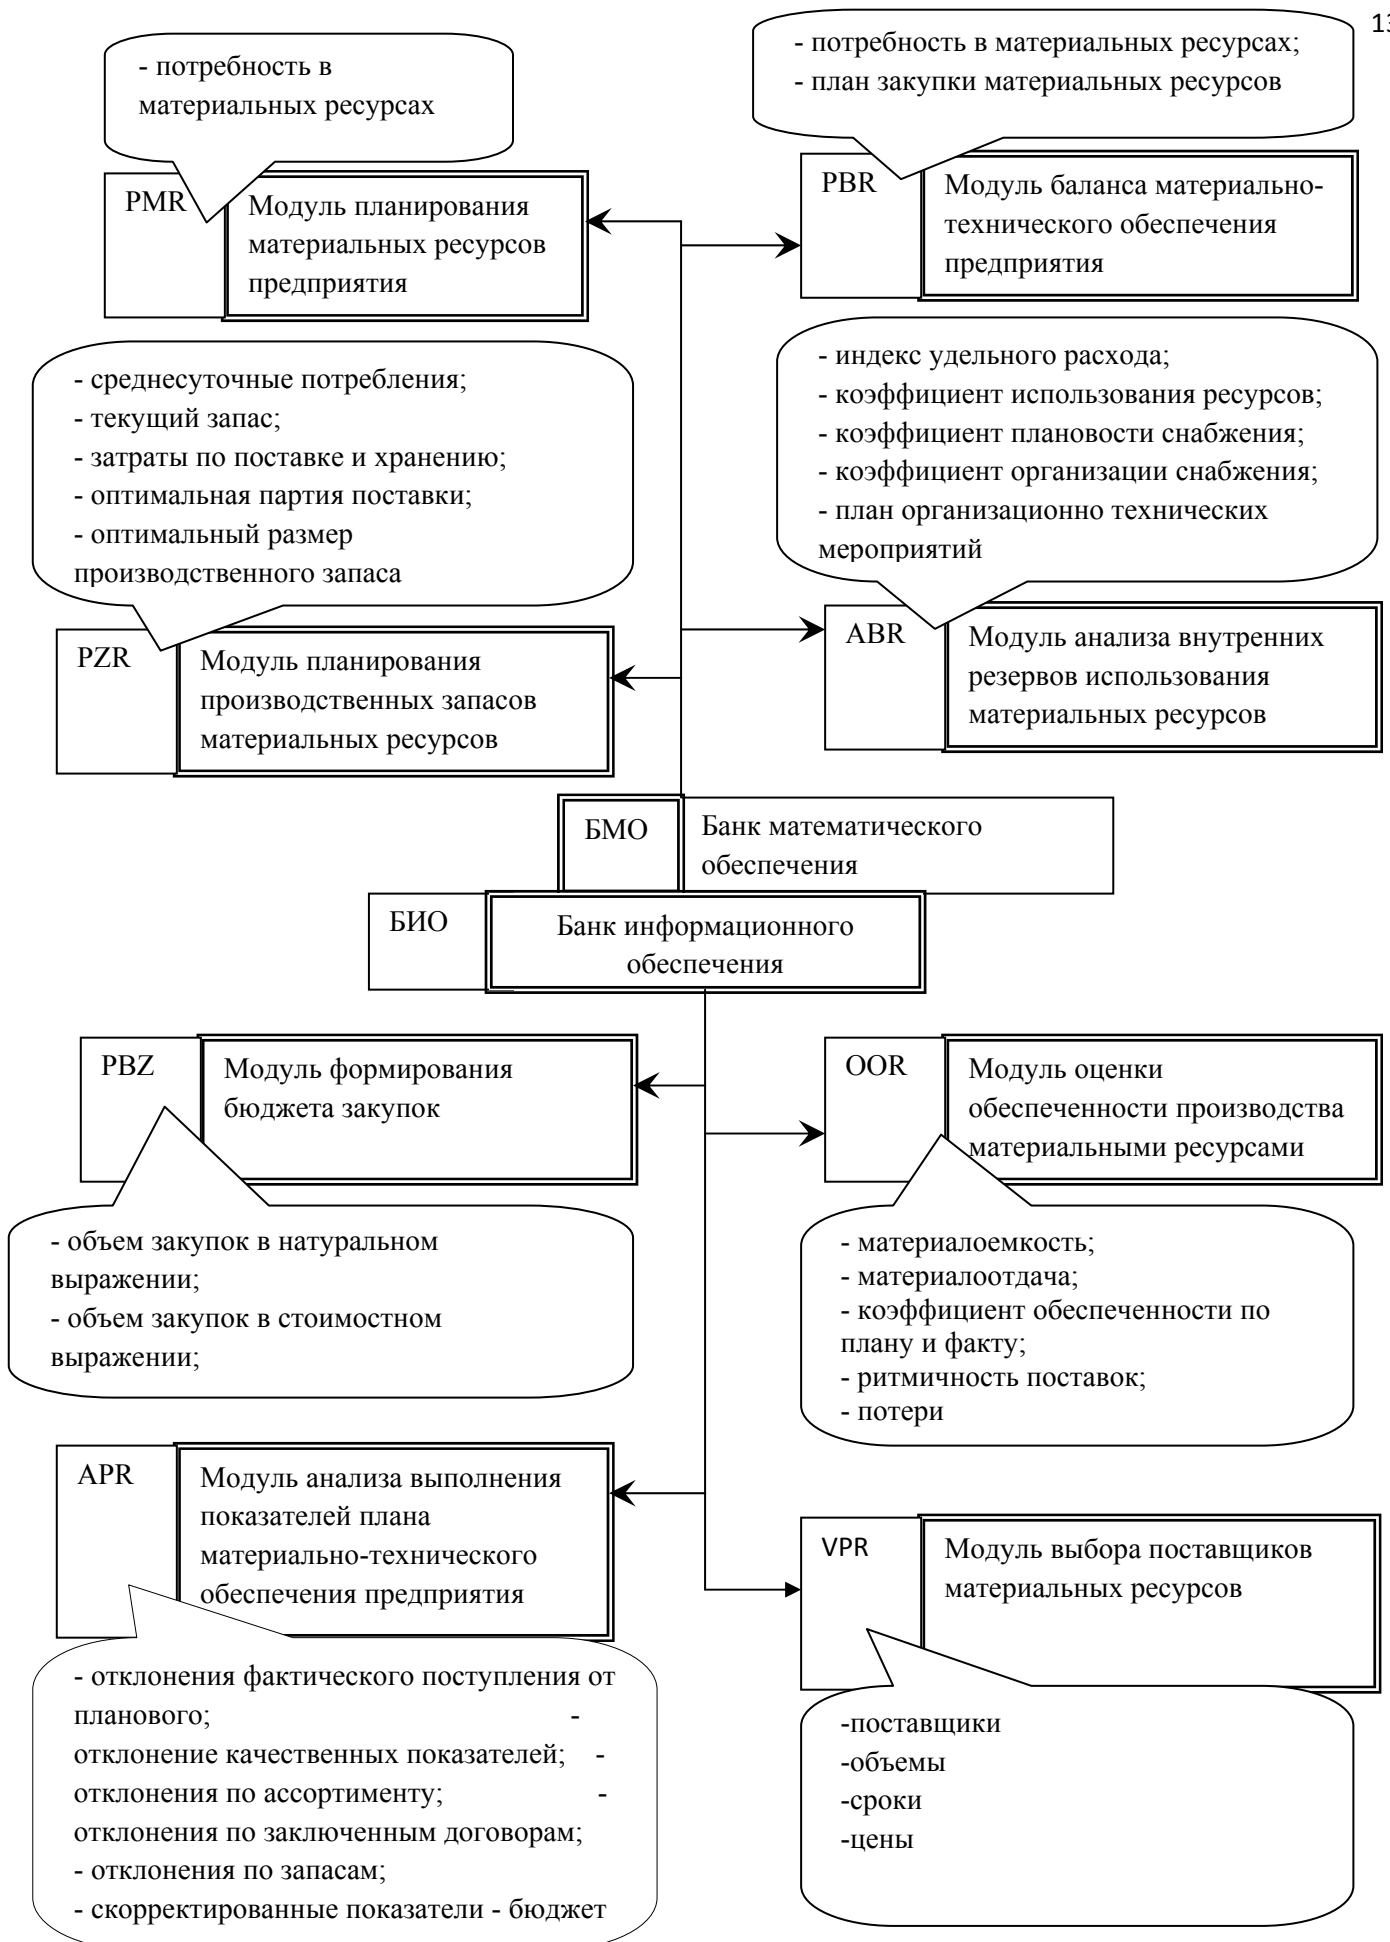 13
- потребность в
материальных ресурсах
- потребность в материальных ресурсах;
- план закупки материальных ресурсов
PMR
Модуль планирования
материальных ресурсов
предприятия
PBR
Модуль баланса материально-
технического обеспечения
предприятия
- среднесуточные потребления;
- текущий запас;
- затраты по поставке и хранению;
- оптимальная партия поставки;
- оптимальный размер
производственного запаса
- индекс удельного расхода;
- коэффициент использования ресурсов;
- коэффициент плановости снабжения;
- коэффициент организации снабжения;
- план организационно технических
мероприятий
PZR
Модуль планирования
производственных запасов
материальных ресурсов
ABR
Модуль анализа внутренних
резервов использования
материальных ресурсов
БМО
Банк математического
обеспечения
БИО
Банк информационного
обеспечения
PBZ
Модуль формирования
бюджета закупок
OOR
Модуль оценки
обеспеченности производства
материальными ресурсами
- объем закупок в натуральном
выражении;
- объем закупок в стоимостном
выражении;
- материалоемкость;
- материалоотдача;
- коэффициент обеспеченности по
плану и факту;
- ритмичность поставок;
- потери
APR
Модуль анализа выполнения
показателей плана
материально-технического
обеспечения предприятия
VPR
Модуль выбора поставщиков
материальных ресурсов
- отклонения фактического поступления от
планового; -
отклонение качественных показателей; -
отклонения по ассортименту; -
отклонения по заключенным договорам;
- отклонения по запасам;
- скорректированные показатели - бюджет
-поставщики
-объемы
-сроки
-цены